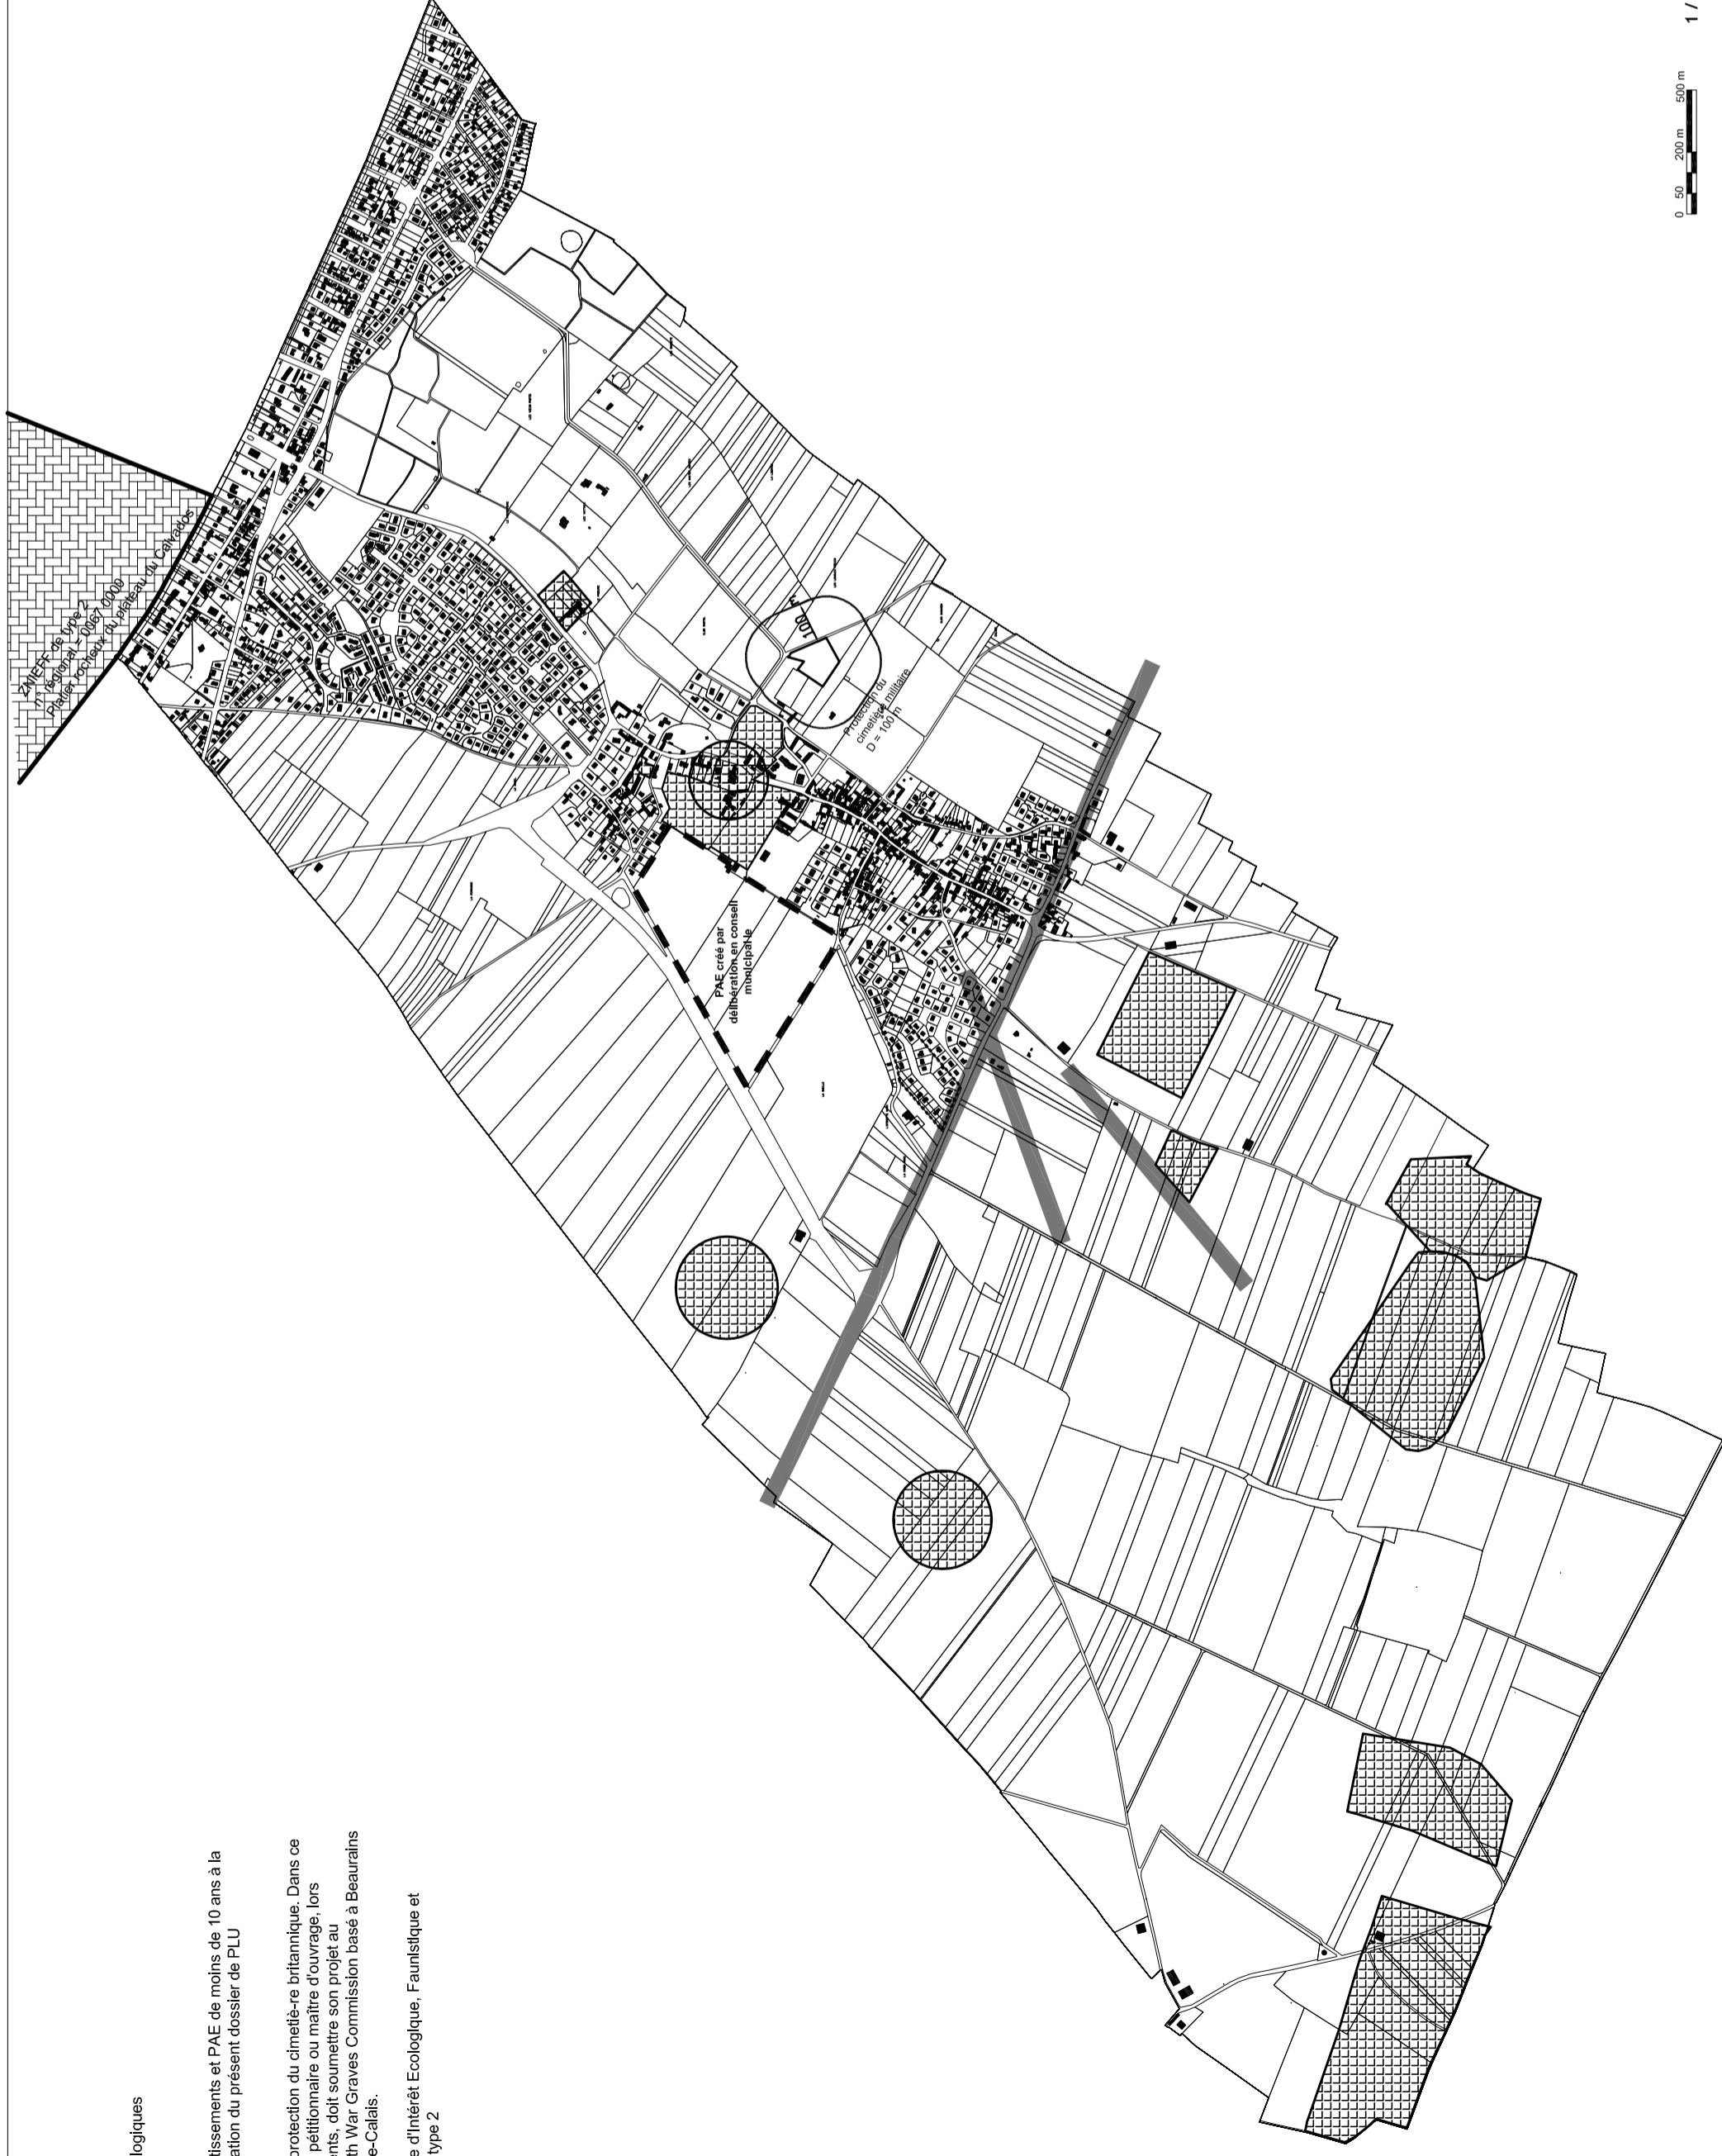 logiques
tissements et PAE de moins de 10 ans à la
ation du présent dossier de PLU
protection du cimetiè-re britannique. Dans ce
pétitionnaire ou maître d'ouvrage, lors
nts, doit soumettre son projet au
th War Graves Commission basé à Beaurains
e-Calais.
e d'Intérêt Ecologique, Faunistique et
type 2
ZNIEFF de type 2
n° régional = 0067 0000
Platier rocheux du plateau du Calvados
PAE créé par
délibération en conseil
municipal le
100 m
Protection du
cimetière militaire
D = 100 m
0 50 200 m 500 m
1 /